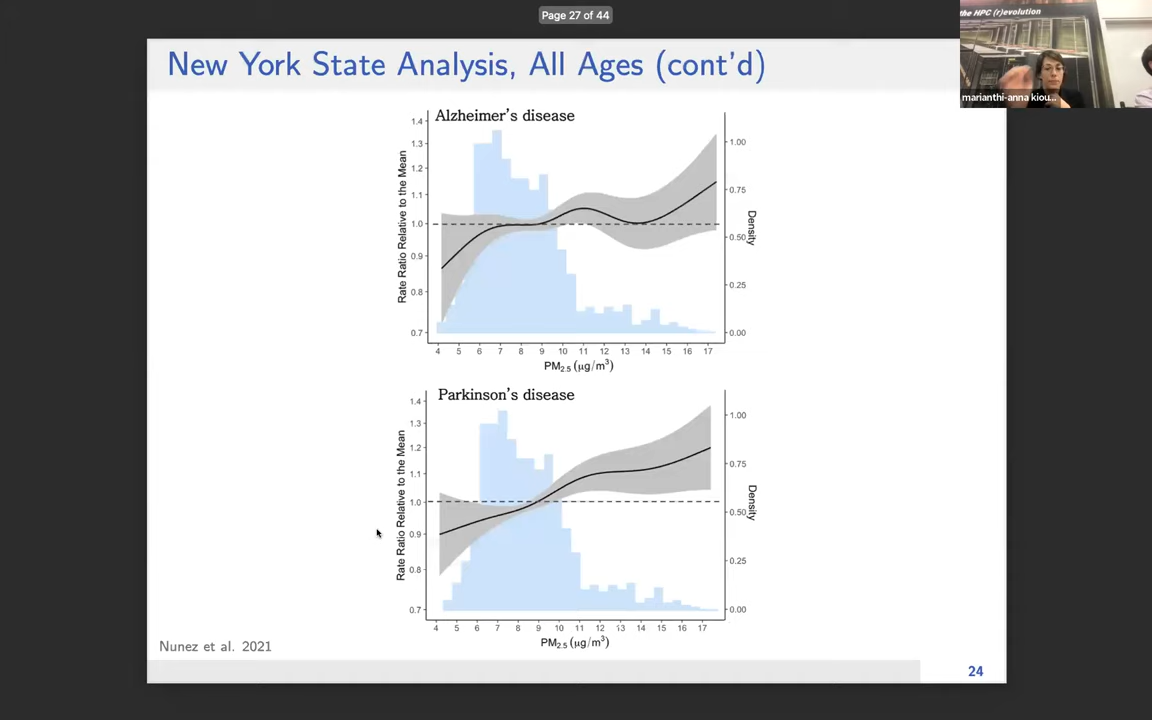 Page 27 of 44
the HPC (r)evolution
marianthi-anna kiou...
New York State Analysis, All Ages (cont'd)
Alzheimer's disease
Rate Ratio Relative to the Mean
1.4
1.3
1.2
1.1
1.0
0.9
0.8
0.7
1.00
0.75
0.50
0.25
0.00
Density
4 5 6 7 8 9 10 11 12 13 14 15 16 17
PM2.5 (μg/m³)
Parkinson's disease
Rate Ratio Relative to the Mean
1.4
1.3
1.2
1.1
1.0
0.9
0.8
0.7
1.00
0.75
0.50
0.25
0.00
Density
4 5 6 7 8 9 10 11 12 13 14 15 16 17
PM2.5 (μg/m³)
Nunez et al. 2021
24